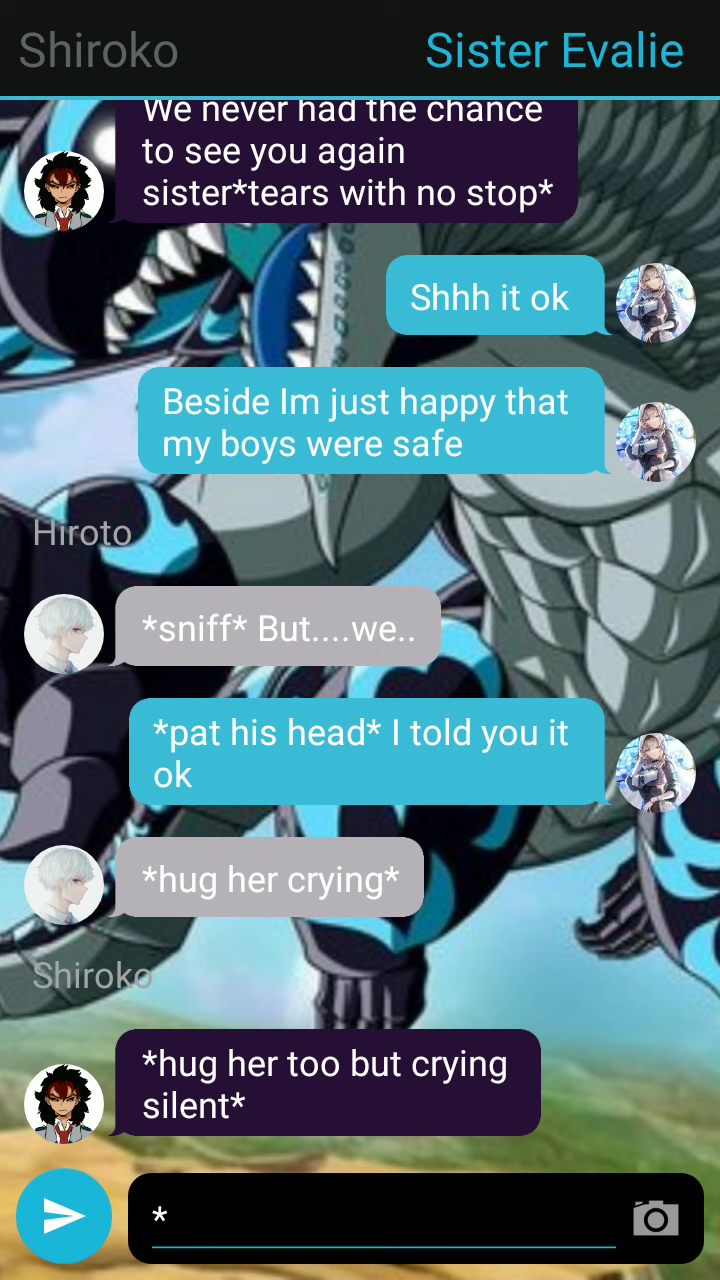 Shiroko
Sister Evalie
We never had the chance
to see you again
sister*tears with no stop*
Shhh it ok
Beside Im just happy that
my boys were safe
Hiroto
*sniff* But....we..
*pat his head* I told you it
ok
*hug her crying*
Shiroko
*hug her too but crying
silent*
*